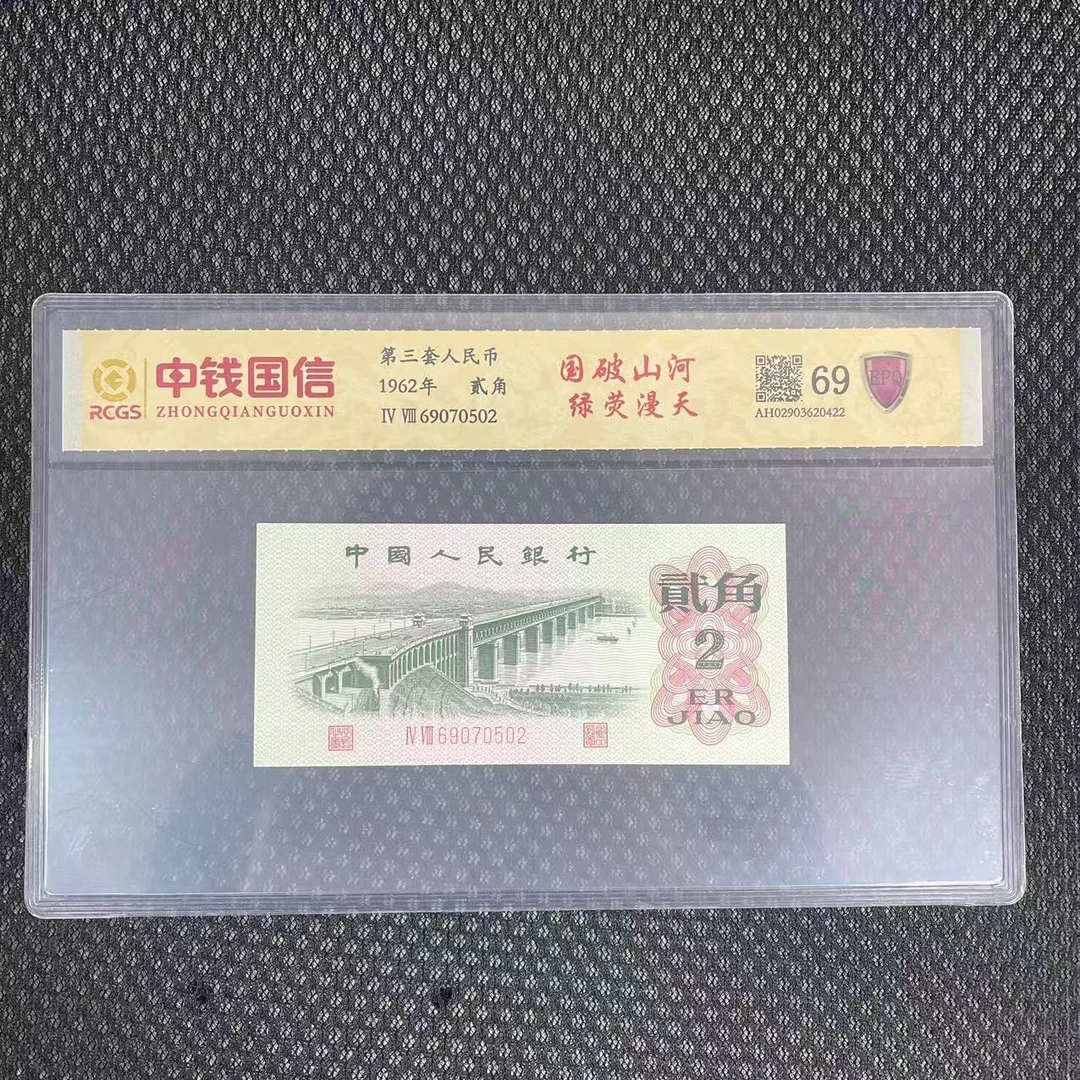 中钱国信
RCGS
ZHONGQIANGUOXIN
第三套人民币
1962年 贰角
IV VIII 69070502
国破山河
绿荧漫天
69
EPQ
AH02903620422
中國人民銀行
貳角
2
ER
JIAO
IV VIII 69070502